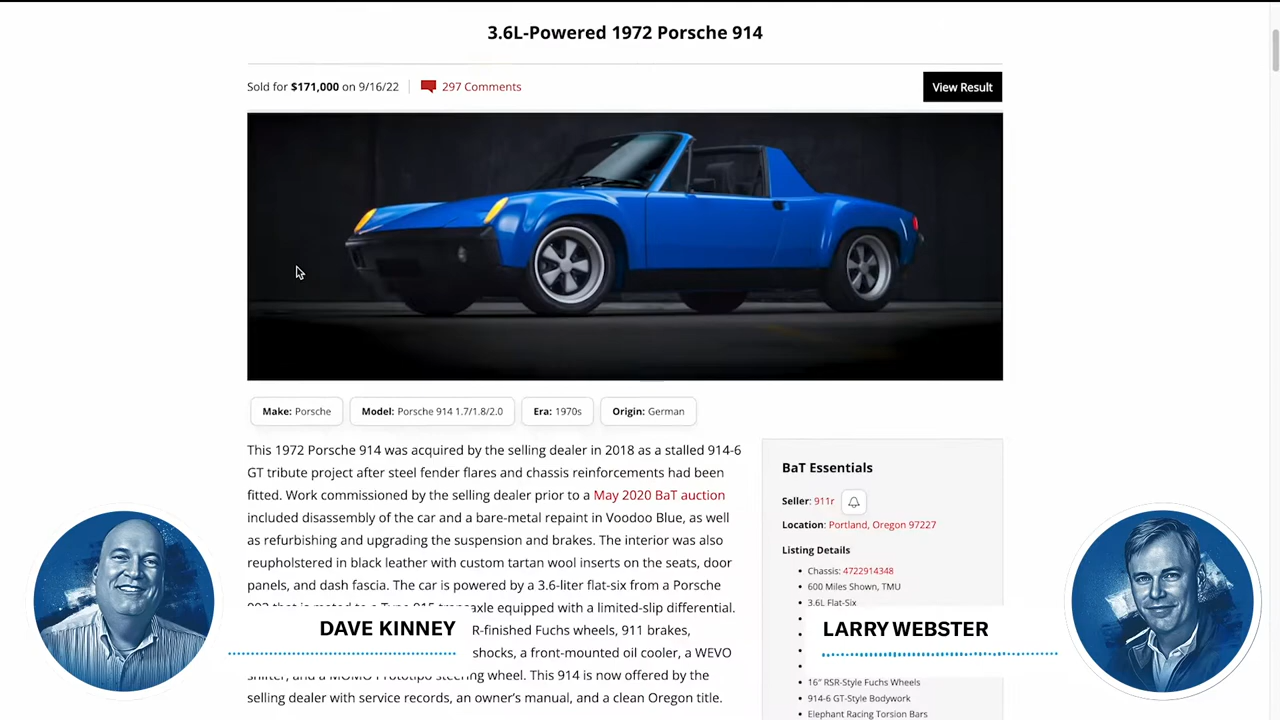 3.6L-Powered 1972 Porsche 914
Sold for $171,000 on 9/16/22
297 Comments
View Result
Make: Porsche
Model: Porsche 914 1.7/1.8/2.0
Era: 1970s
Origin: German
This 1972 Porsche 914 was acquired by the selling dealer in 2018 as a stalled 914-6
GT tribute project after steel fender flares and chassis reinforcements had been
fitted. Work commissioned by the selling dealer prior to a May 2020 BaT auction
included disassembly of the car and a bare-metal repaint in Voodoo Blue, as well
as refurbishing and upgrading the suspension and brakes. The interior was also
reupholstered in black leather with custom tartan wool inserts on the seats, door
panels, and dash fascia. The car is powered by a 3.6-liter flat-six from a Porsche
993 that is mated to a Type 915 transaxle equipped with a limited-slip differential.
R-finished Fuchs wheels, 911 brakes,
shocks, a front-mounted oil cooler, a WEVO
shifter, and a MOMO Prototipo steering wheel. This 914 is now offered by the
selling dealer with service records, an owner's manual, and a clean Oregon title.
BaT Essentials
Seller: 911r
Location: Portland, Oregon 97227
Listing Details
Chassis: 4722914348
600 Miles Shown, TMU
3.6L Flat-Six
16" RSR-Style Fuchs Wheels
914-6 GT-Style Bodywork
Elephant Racing Torsion Bars
DAVE KINNEY
LARRY WEBSTER